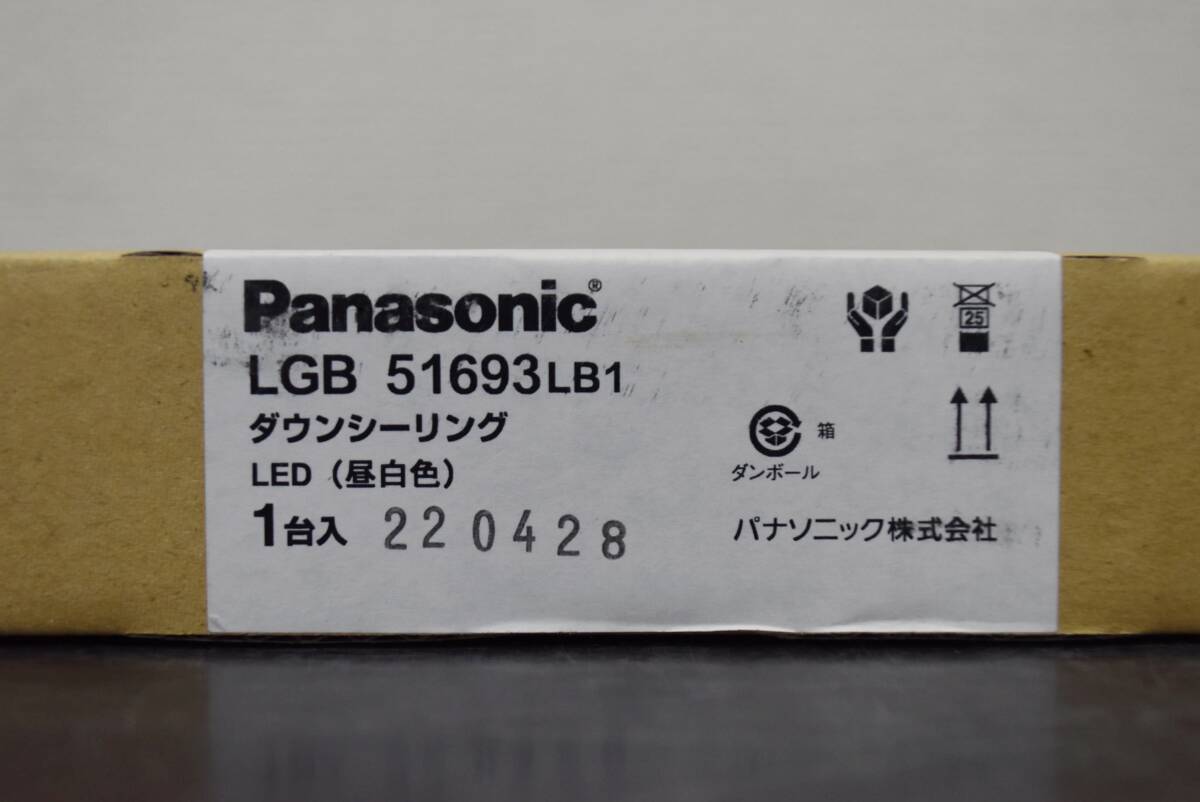 Panasonic®
LGB 51693LB1
ダウンシーリング
LED（昼白色）
1台入 220428
25
箱
ダンボール
パナソニック株式会社